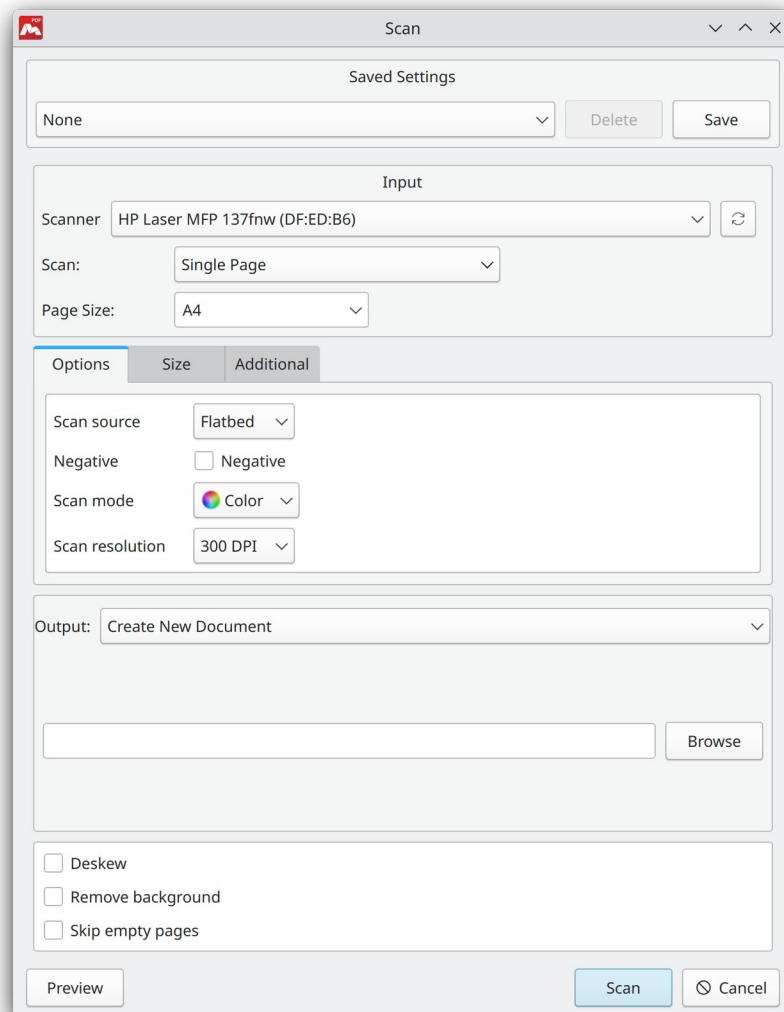 PDF
Scan
Saved Settings
None
Delete
Save
Input
Scanner HP Laser MFP 137fnw (DF:ED:B6)
Scan: Single Page
Page Size: A4
Options Size Additional
Scan source Flatbed
Negative Negative
Scan mode Color
Scan resolution 300 DPI
Output: Create New Document
Browse
Deskew
Remove background
Skip empty pages
Preview Scan Cancel